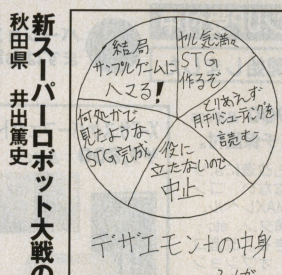 新スーパーロボット大戦の
秋田県 井出篤史
ヤル気満々
STG
作るぞ
とりあえず
月刊シューティングを
読む
役に
立たないので
中止
何処かで
見たような
STG完成
結局
サンプルゲームに
ハマる!
デザエモン+の中身